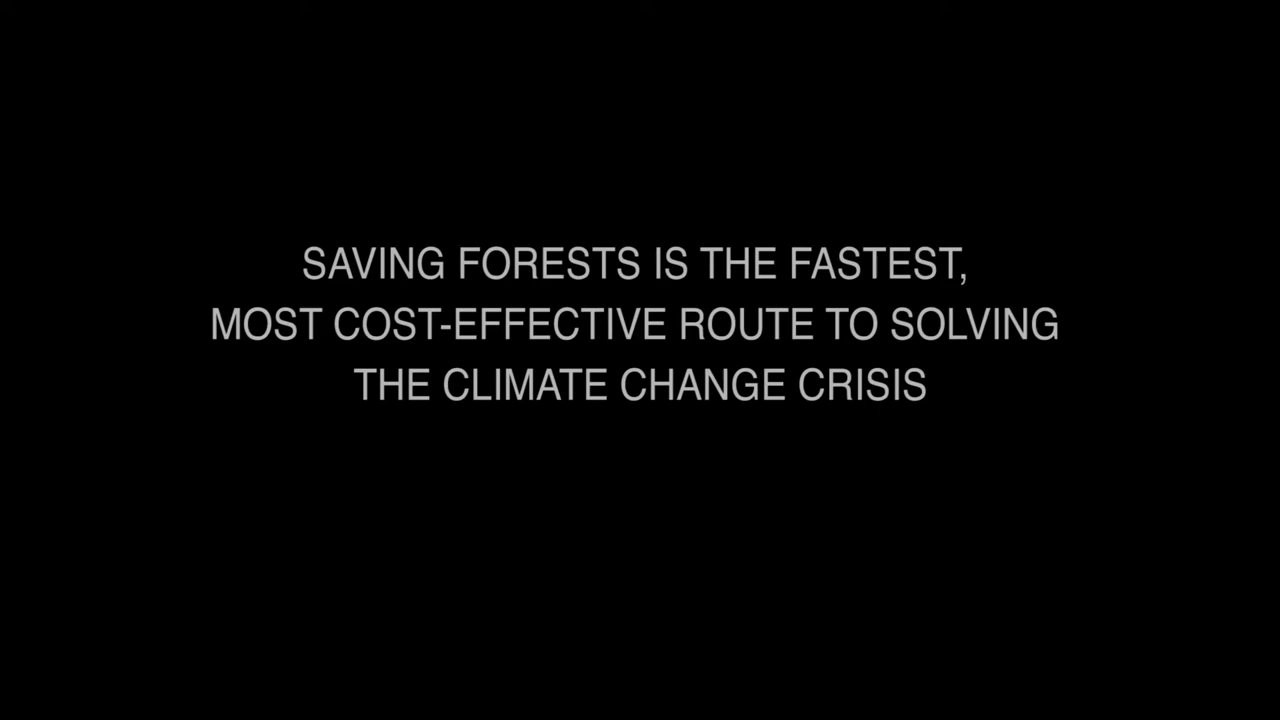 SAVING FORESTS IS THE FASTEST,
MOST COST-EFFECTIVE ROUTE TO SOLVING
THE CLIMATE CHANGE CRISIS